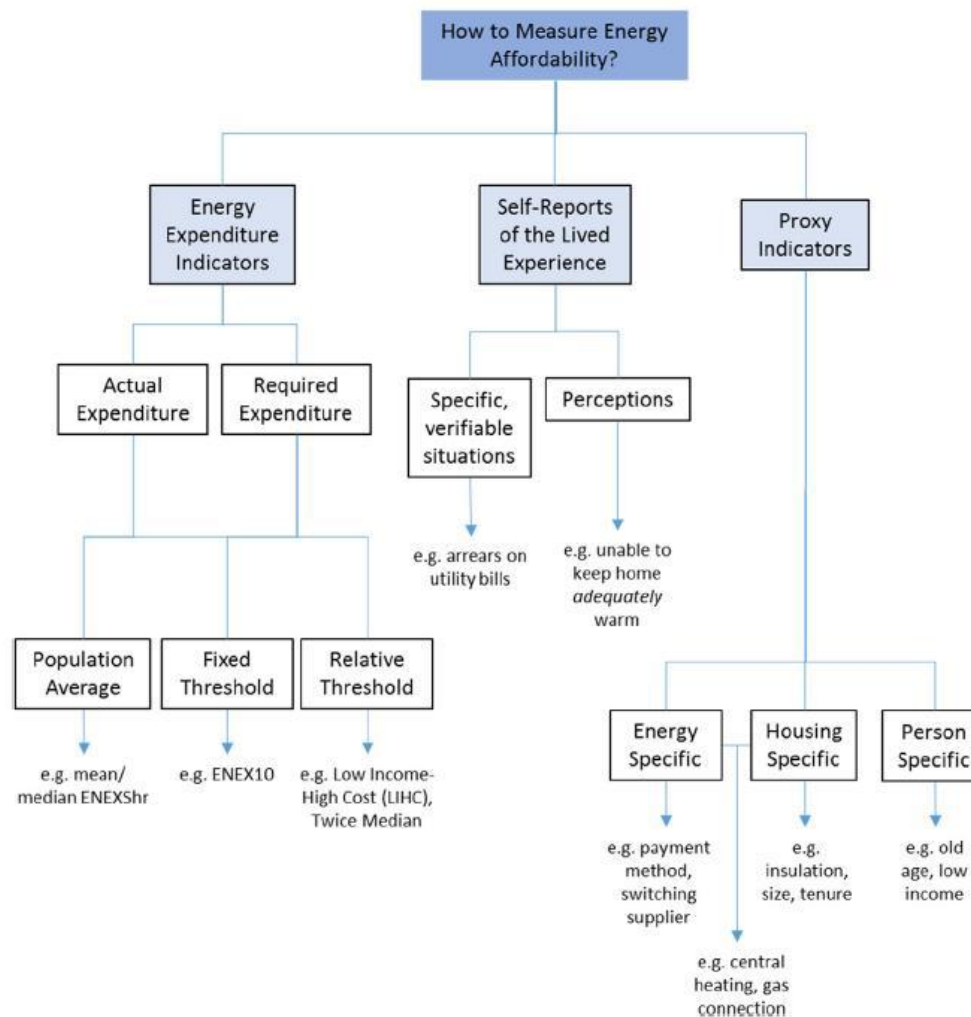 How to Measure Energy
Affordability?
Energy
Expenditure
Indicators
Self-Reports
of the Lived
Experience
Proxy
Indicators
Actual
Expenditure
Required
Expenditure
Specific,
verifiable
situations
Perceptions
e.g. arrears on
utility bills
e.g. unable to
keep home
adequately
warm
Population
Average
Fixed
Threshold
Relative
Threshold
e.g. mean/
median ENEXShr
e.g. ENEX10
e.g. Low Income-
High Cost (LIHC),
Twice Median
Energy
Specific
Housing
Specific
Person
Specific
e.g. payment
method,
switching
supplier
e.g.
insulation,
size, tenure
e.g. old
age, low
income
e.g. central
heating, gas
connection